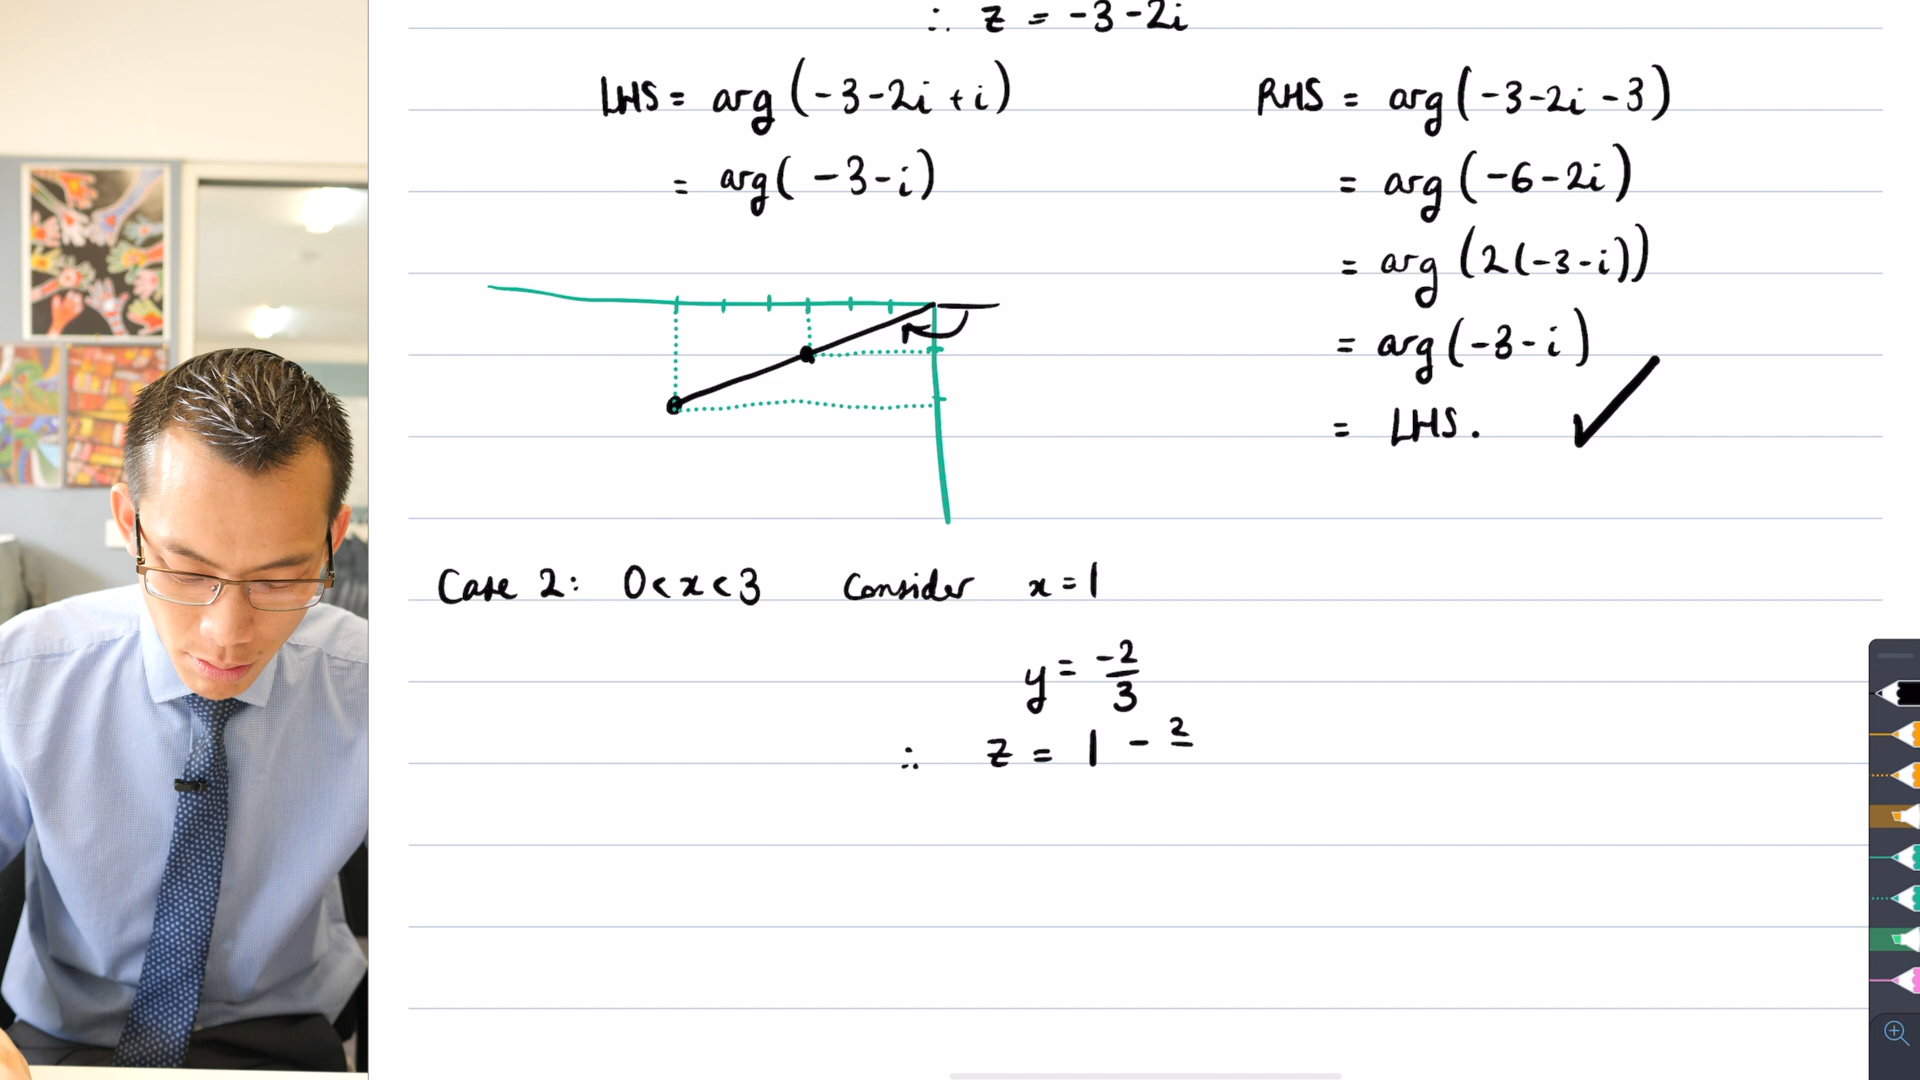 ∴ z = -3-2i
LHS = arg(-3-2i+i)
= arg(-3-i)
RHS = arg(-3-2i-3)
= arg(-6-2i)
= arg(2(-3-i))
= arg(-3-i)
= LHS. ✓
Case 2: 0<x<3 Consider x=1
y = -2/3
∴ z = 1 - 2